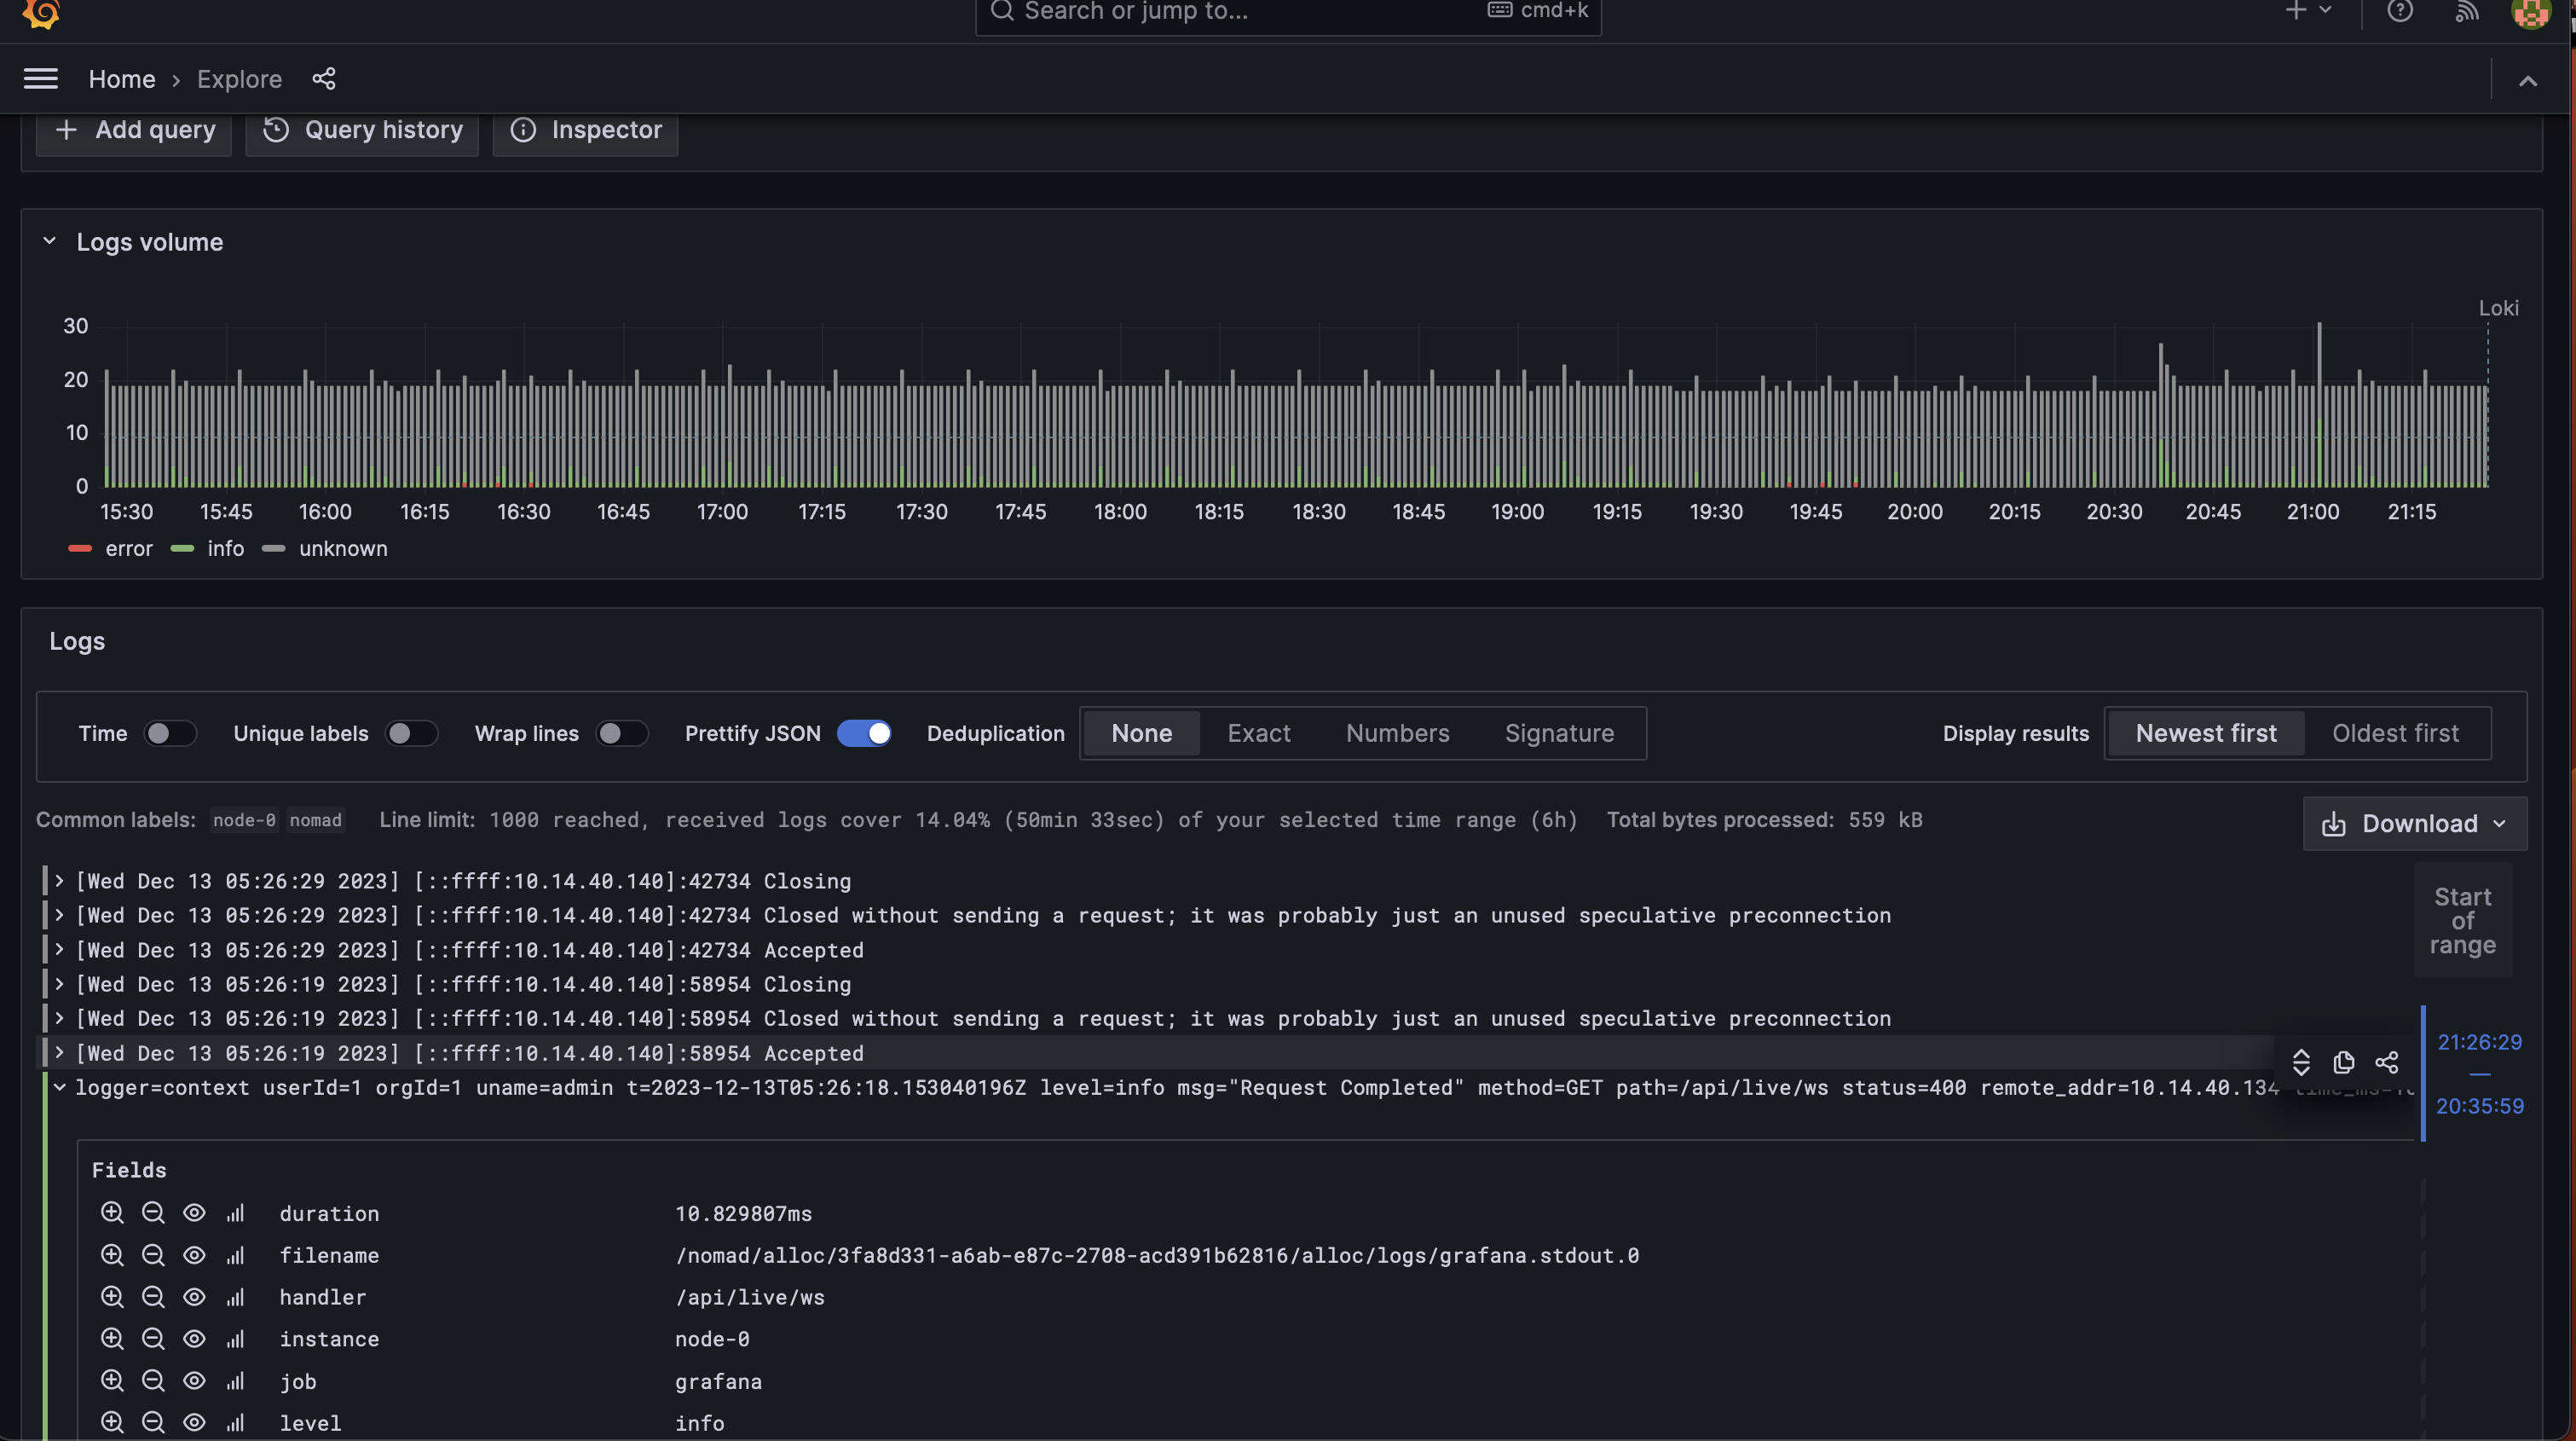 Search or jump to... cmd+k
Home › Explore
Add query Query history Inspector
Logs volume
Loki
30
20
10
0
15:30 15:45 16:00 16:15 16:30 16:45 17:00 17:15 17:30 17:45 18:00 18:15 18:30 18:45 19:00 19:15 19:30 19:45 20:00 20:15 20:30 20:45 21:00 21:15
error info unknown
Logs
Time Unique labels Wrap lines Prettify JSON Deduplication None Exact Numbers Signature Display results Newest first Oldest first
Common labels: node-0 nomad Line limit: 1000 reached, received logs cover 14.04% (50min 33sec) of your selected time range (6h) Total bytes processed: 559 kB
Download
[Wed Dec 13 05:26:29 2023] [::ffff:10.14.40.140]:42734 Closing
[Wed Dec 13 05:26:29 2023] [::ffff:10.14.40.140]:42734 Closed without sending a request; it was probably just an unused speculative preconnection
[Wed Dec 13 05:26:29 2023] [::ffff:10.14.40.140]:42734 Accepted
[Wed Dec 13 05:26:19 2023] [::ffff:10.14.40.140]:58954 Closing
[Wed Dec 13 05:26:19 2023] [::ffff:10.14.40.140]:58954 Closed without sending a request; it was probably just an unused speculative preconnection
[Wed Dec 13 05:26:19 2023] [::ffff:10.14.40.140]:58954 Accepted
logger=context userId=1 orgId=1 uname=admin t=2023-12-13T05:26:18.153040196Z level=info msg="Request Completed" method=GET path=/api/live/ws status=400 remote_addr=10.14.40.134
Start
of
range
21:26:29
—
20:35:59
Fields
duration 10.829807ms
filename /nomad/alloc/3fa8d331-a6ab-e87c-2708-acd391b62816/alloc/logs/grafana.stdout.0
handler /api/live/ws
instance node-0
job grafana
level info